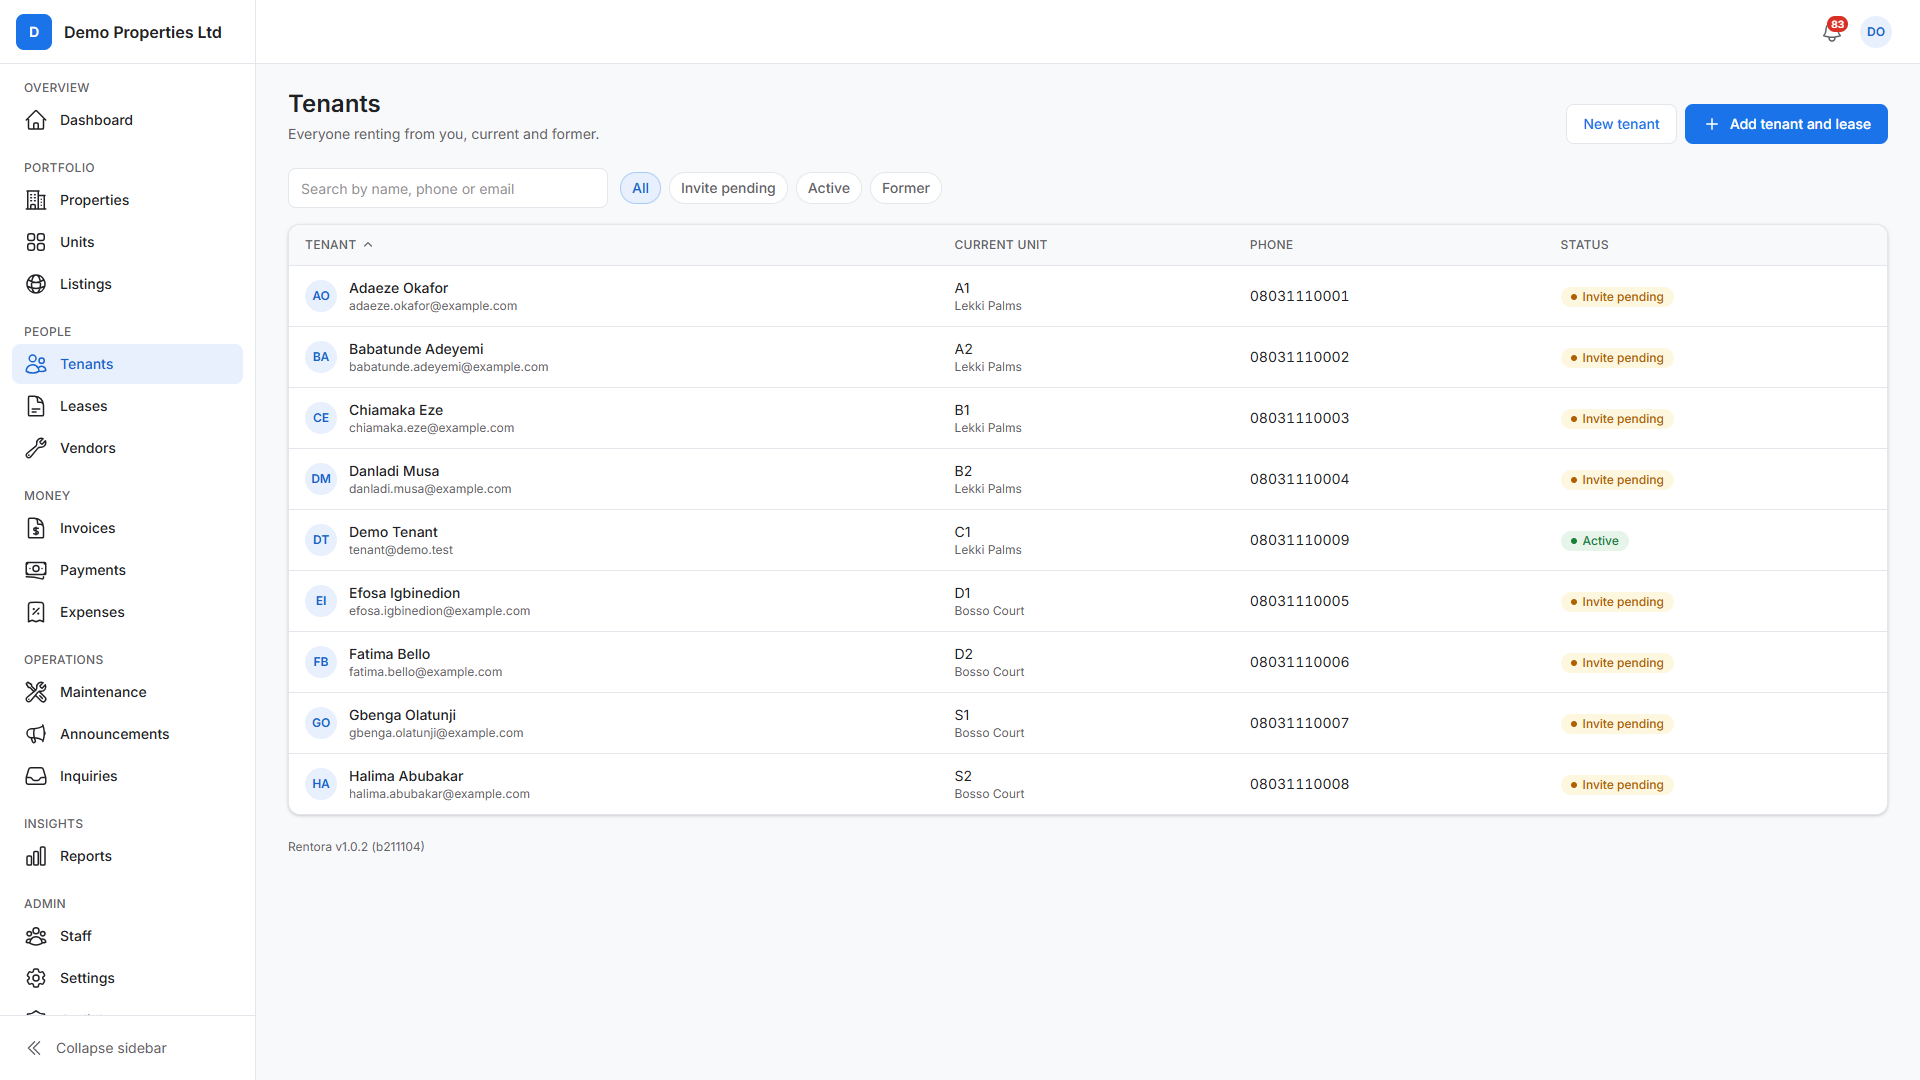 D
Demo Properties Ltd
83
DO
OVERVIEW
Dashboard
PORTFOLIO
Properties
Units
Listings
PEOPLE
Tenants
Leases
Vendors
MONEY
Invoices
Payments
Expenses
OPERATIONS
Maintenance
Announcements
Inquiries
INSIGHTS
Reports
ADMIN
Staff
Settings
Collapse sidebar
Tenants
Everyone renting from you, current and former.
New tenant
+ Add tenant and lease
Search by name, phone or email
All
Invite pending
Active
Former
TENANT
CURRENT UNIT
PHONE
STATUS
AO
Adaeze Okafor
adaeze.okafor@example.com
A1
Lekki Palms
08031110001
Invite pending
BA
Babatunde Adeyemi
babatunde.adeyemi@example.com
A2
Lekki Palms
08031110002
Invite pending
CE
Chiamaka Eze
chiamaka.eze@example.com
B1
Lekki Palms
08031110003
Invite pending
DM
Danladi Musa
danladi.musa@example.com
B2
Lekki Palms
08031110004
Invite pending
DT
Demo Tenant
tenant@demo.test
C1
Lekki Palms
08031110009
Active
EI
Efosa Igbinedion
efosa.igbinedion@example.com
D1
Bosso Court
08031110005
Invite pending
FB
Fatima Bello
fatima.bello@example.com
D2
Bosso Court
08031110006
Invite pending
GO
Gbenga Olatunji
gbenga.olatunji@example.com
S1
Bosso Court
08031110007
Invite pending
HA
Halima Abubakar
halima.abubakar@example.com
S2
Bosso Court
08031110008
Invite pending
Rentora v1.0.2 (b211104)